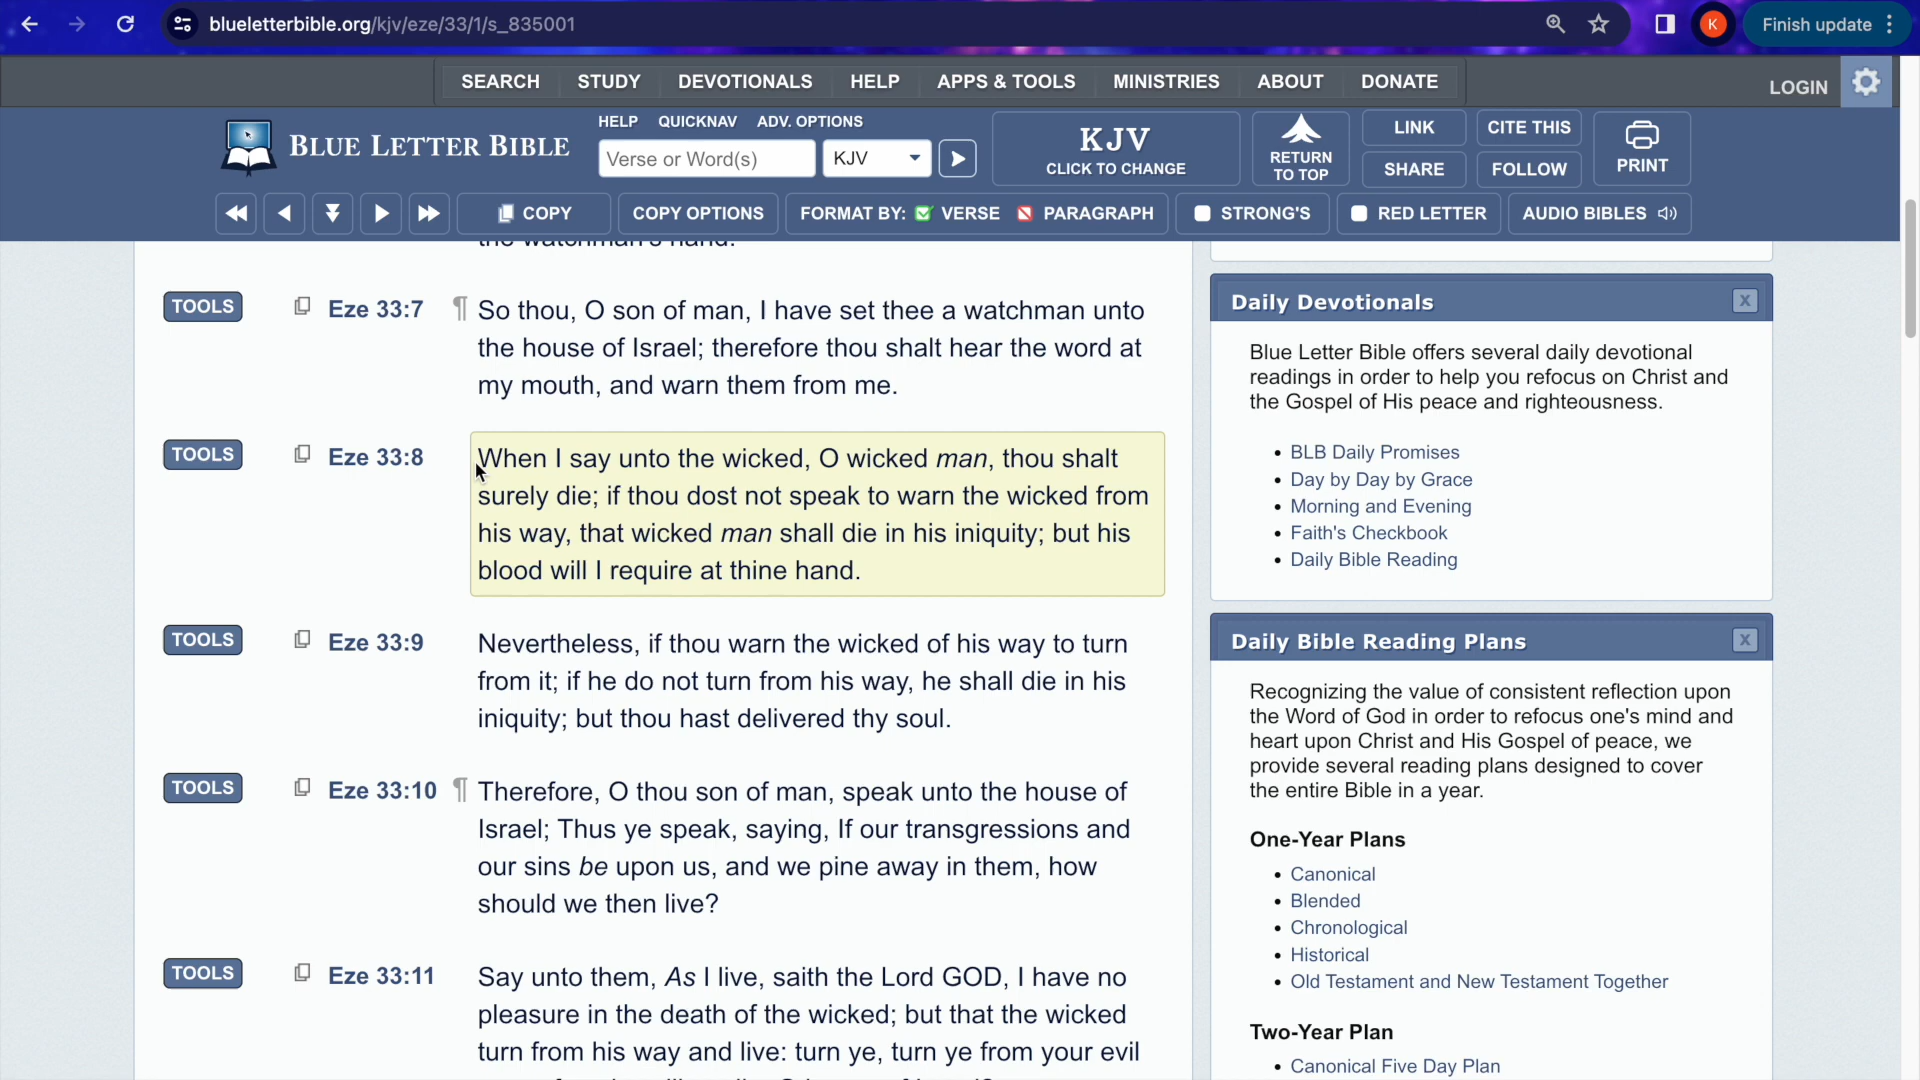 blueletterbible.org/kjv/eze/33/1/s_835001
K
Finish update
SEARCH STUDY DEVOTIONALS HELP APPS & TOOLS MINISTRIES ABOUT DONATE
LOGIN
BLUE LETTER BIBLE
HELP QUICKNAV ADV. OPTIONS
Verse or Word(s)
KJV
KJV
CLICK TO CHANGE
RETURN
TO TOP
LINK
CITE THIS
SHARE
FOLLOW
PRINT
COPY
COPY OPTIONS
FORMAT BY: VERSE PARAGRAPH
STRONG'S
RED LETTER
AUDIO BIBLES
the watchman's hand.
TOOLS
Eze 33:7
¶ So thou, O son of man, I have set thee a watchman unto
the house of Israel; therefore thou shalt hear the word at
my mouth, and warn them from me.
TOOLS
Eze 33:8
When I say unto the wicked, O wicked man, thou shalt
surely die; if thou dost not speak to warn the wicked from
his way, that wicked man shall die in his iniquity; but his
blood will I require at thine hand.
TOOLS
Eze 33:9
Nevertheless, if thou warn the wicked of his way to turn
from it; if he do not turn from his way, he shall die in his
iniquity; but thou hast delivered thy soul.
TOOLS
Eze 33:10
¶ Therefore, O thou son of man, speak unto the house of
Israel; Thus ye speak, saying, If our transgressions and
our sins be upon us, and we pine away in them, how
should we then live?
TOOLS
Eze 33:11
Say unto them, As I live, saith the Lord GOD, I have no
pleasure in the death of the wicked; but that the wicked
turn from his way and live: turn ye, turn ye from your evil
Daily Devotionals
X
Blue Letter Bible offers several daily devotional
readings in order to help you refocus on Christ and
the Gospel of His peace and righteousness.
• BLB Daily Promises
• Day by Day by Grace
• Morning and Evening
• Faith's Checkbook
• Daily Bible Reading
Daily Bible Reading Plans
X
Recognizing the value of consistent reflection upon
the Word of God in order to refocus one's mind and
heart upon Christ and His Gospel of peace, we
provide several reading plans designed to cover
the entire Bible in a year.
One-Year Plans
• Canonical
• Blended
• Chronological
• Historical
• Old Testament and New Testament Together
Two-Year Plan
• Canonical Five Day Plan